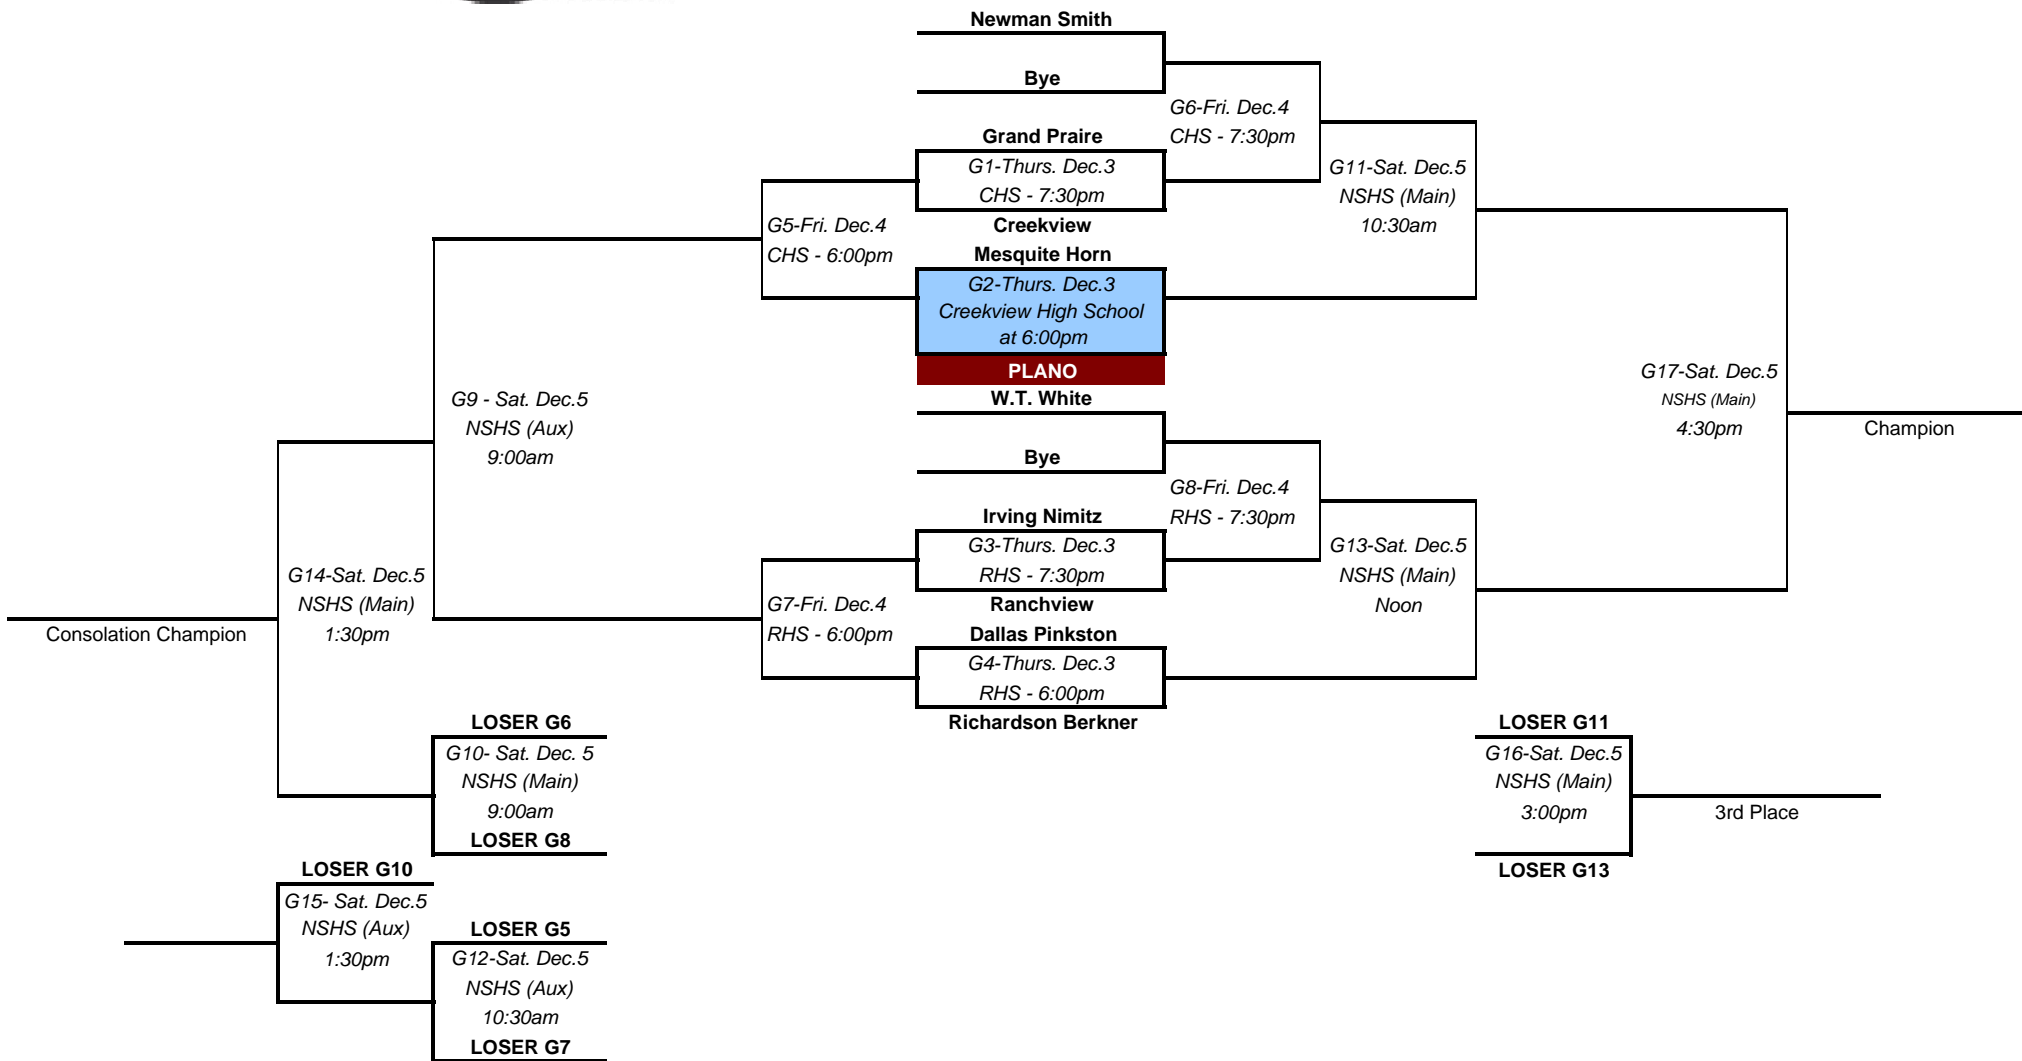 Newman Smith
Bye
G6-Fri. Dec.4
CHS - 7:30pm
Grand Praire
G1-Thurs. Dec.3
CHS - 7:30pm
Creekview
G11-Sat. Dec.5
NSHS (Main)
10:30am
G5-Fri. Dec.4
CHS - 6:00pm
Mesquite Horn
G2-Thurs. Dec.3
Creekview High School
at 6:00pm
PLANO
W.T. White
Bye
G9 - Sat. Dec.5
NSHS (Aux)
9:00am
G17-Sat. Dec.5
NSHS (Main)
4:30pm
Champion
G8-Fri. Dec.4
RHS - 7:30pm
Irving Nimitz
G3-Thurs. Dec.3
RHS - 7:30pm
Ranchview
G13-Sat. Dec.5
NSHS (Main)
Noon
G14-Sat. Dec.5
NSHS (Main)
1:30pm
Consolation Champion
G7-Fri. Dec.4
RHS - 6:00pm
Dallas Pinkston
G4-Thurs. Dec.3
RHS - 6:00pm
Richardson Berkner
LOSER G6
G10- Sat. Dec. 5
NSHS (Main)
9:00am
LOSER G8
LOSER G11
G16-Sat. Dec.5
NSHS (Main)
3:00pm
3rd Place
LOSER G13
LOSER G10
G15- Sat. Dec.5
NSHS (Aux)
1:30pm
LOSER G5
G12-Sat. Dec.5
NSHS (Aux)
10:30am
LOSER G7